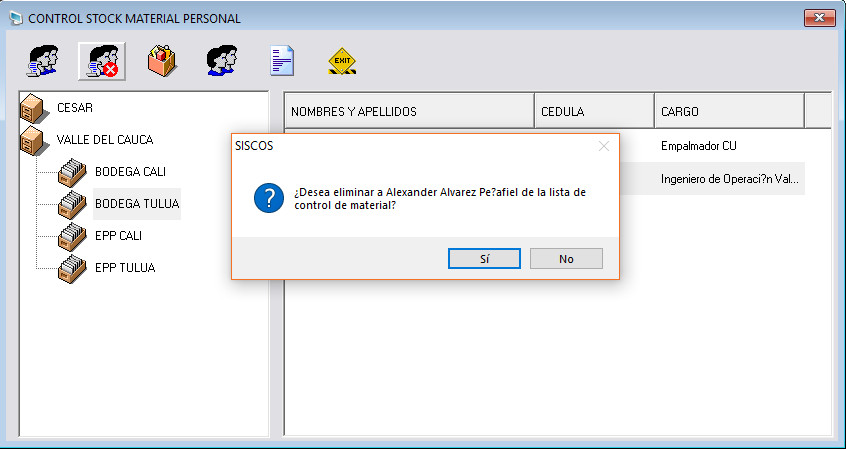 CONTROL STOCK MATERIAL PERSONAL
EXIT
CESAR
VALLE DEL CAUCA
BODEGA CALI
BODEGA TULUA
EPP CALI
EPP TULUA
NOMBRES Y APELLIDOS CEDULA CARGO
Empalmador CU
Ingeniero de Operaci?n Val...
SISCOS
¿Desea eliminar a Alexander Alvarez Pe?afiel de la lista de
control de material?
Sí No